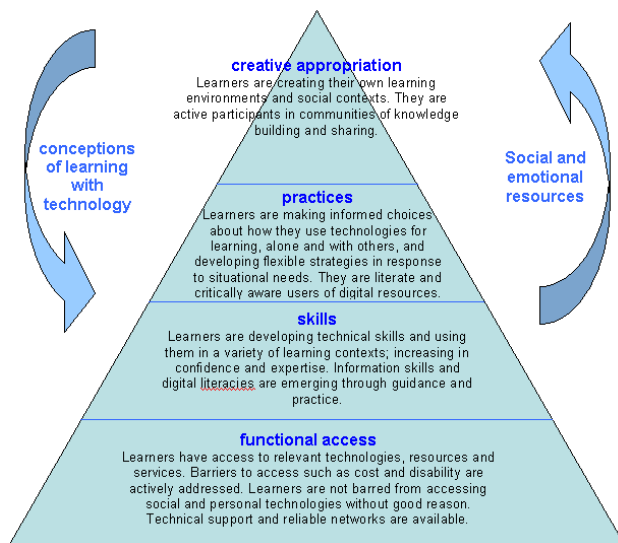 creative appropriation
Learners are creating their own learning
environments and social contexts. They are
active participants in communities of knowledge
building and sharing.
conceptions
of learning
with
technology
Social and
emotional
resources
practices
Learners are making informed choices
about how they use technologies for
learning, alone and with others, and
developing flexible strategies in response
to situational needs. They are literate and
critically aware users of digital resources.
skills
Learners are developing technical skills and using
them in a variety of learning contexts; increasing in
confidence and expertise. Information skills and
digital literacies are emerging through guidance and
practice.
functional access
Learners have access to relevant technologies, resources and
services. Barriers to access such as cost and disability are
actively addressed. Learners are not barred from accessing
social and personal technologies without good reason.
Technical support and reliable networks are available.